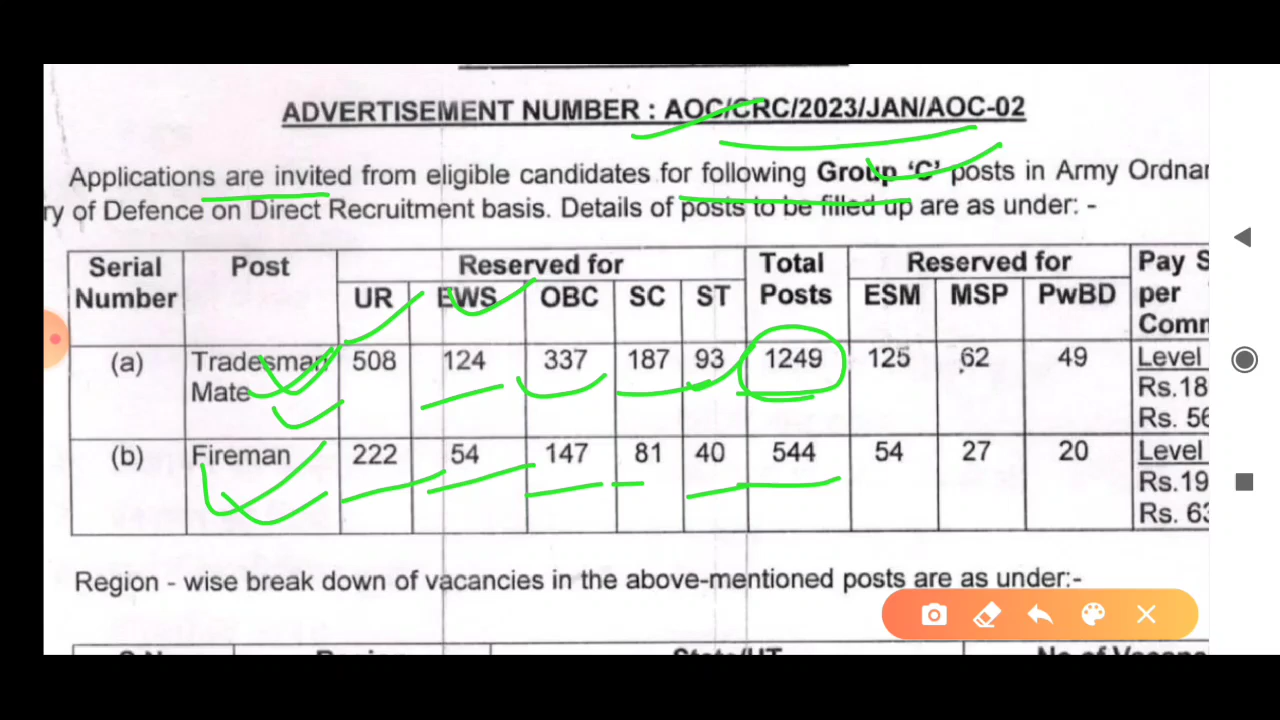 ADVERTISEMENT NUMBER : AOC/CRC/2023/JAN/AOC-02
Applications are invited from eligible candidates for following Group 'C' posts in Army Ordnar
ry of Defence on Direct Recruitment basis. Details of posts to be filled up are as under: -
Serial Number Post Reserved for Total Posts Reserved for Pay S
UR EWS OBC SC ST ESM MSP PwBD per
Comm
(a) Tradesman 508 124 337 187 93 1249 125 62 49 Level
Mate Rs.18
Rs. 56
(b) Fireman 222 54 147 81 40 544 54 27 20 Level
Rs.19
Rs. 63
Region - wise break down of vacancies in the above-mentioned posts are as under:-